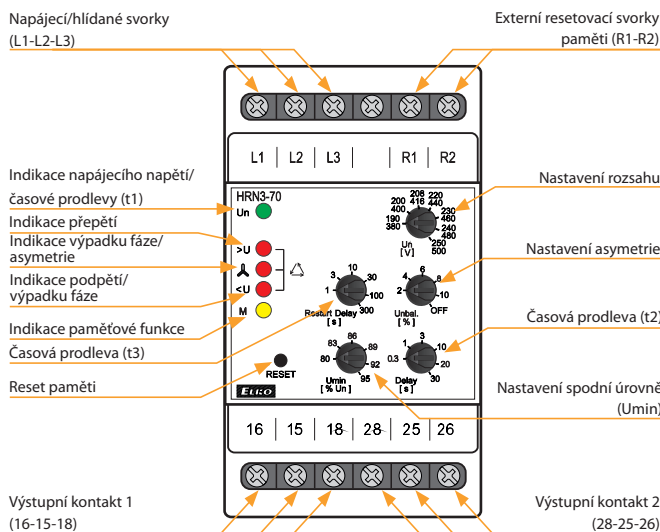 Napájecí/hlídané svorky
(L1-L2-L3)
Externí resetovací svorky
paměti (R1-R2)
L1 L2 L3 R1 R2
Indikace napájecího napětí/
časové prodlevy (t1)
Indikace přepětí
Indikace výpadku fáze/
asymetrie
Indikace podpětí/
výpadku fáze
Indikace paměťové funkce
Časová prodleva (t3)
Reset paměti
HRN3-70
Un
>U
<U
M
RESET
ELKO
190 380
200 400
208 416
220 440
230 460
240 480
250 500
Un
[V]
1 3 10 30 100 300
Restart Delay
[s]
2 4 6 8 10 OFF
Unbal.
[%]
80 83 86 89 92 95
Umin
[% Un]
0.3 1 3 10 20 30
Delay
[s]
Nastavení rozsahu
Nastavení asymetrie
Časová prodleva (t2)
Nastavení spodní úrovně
(Umin)
16 15 18 28 25 26
Výstupní kontakt 1
(16-15-18)
Výstupní kontakt 2
(28-25-26)